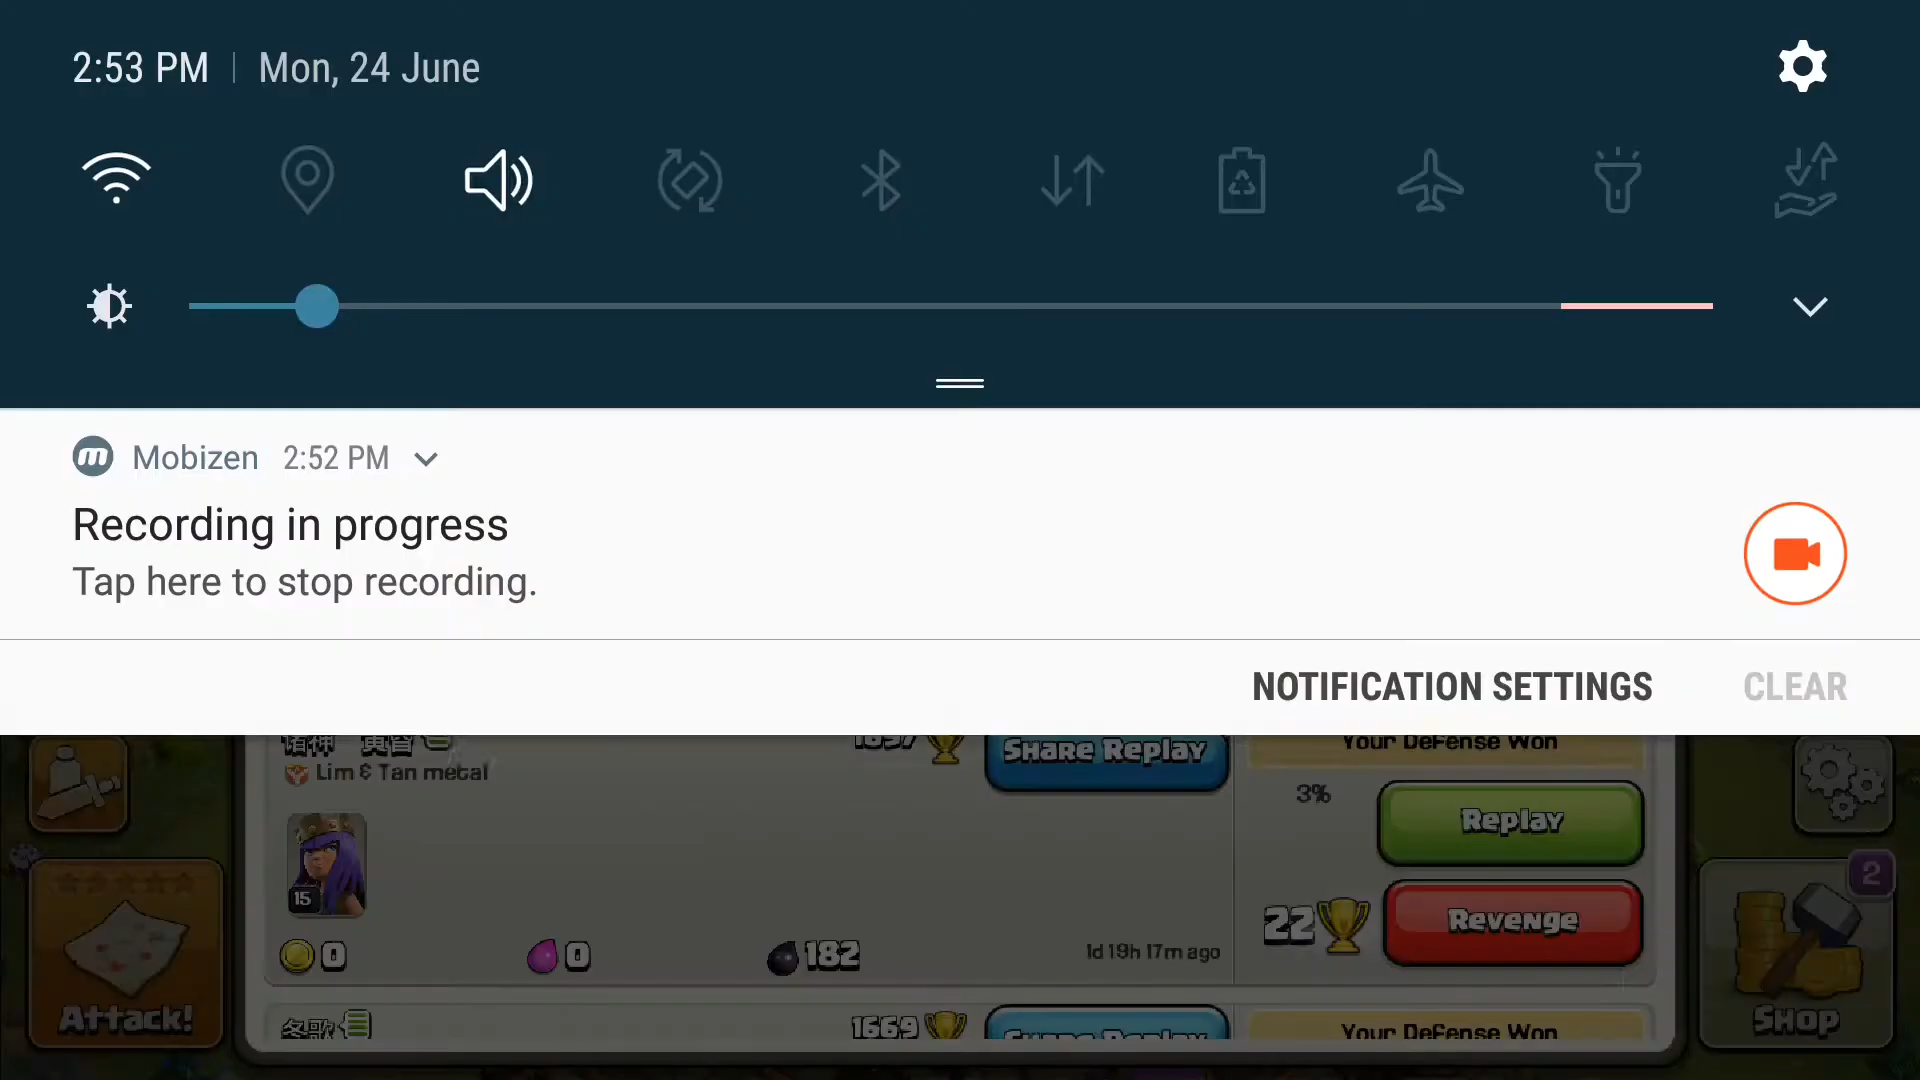 2:53 PM | Mon, 24 June
Mobizen 2:52 PM
Recording in progress
Tap here to stop recording.
NOTIFICATION SETTINGS CLEAR
Share Replay
Your Defense Won
Lim & Tan metal
3%
Replay
15
22
Revenge
2
0 0 182
1d 19h 17m ago
Attack!
Shop
冬歌
1669
Your Defense Won